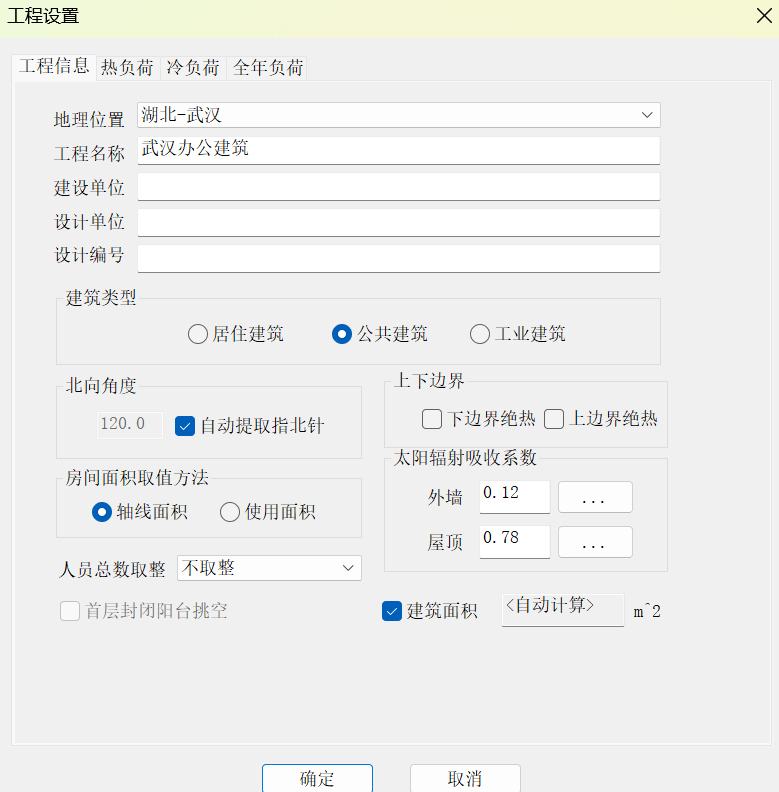 工程设置
工程信息 热负荷 冷负荷 全年负荷
地理位置 湖北-武汉
工程名称 武汉办公建筑
建设单位
设计单位
设计编号
建筑类型
居住建筑 公共建筑 工业建筑
北向角度
120.0 自动提取指北针
上下边界
下边界绝热 上边界绝热
房间面积取值方法
轴线面积 使用面积
太阳辐射吸收系数
外墙 0.12 ...
屋顶 0.78 ...
人员总数取整 不取整
首层封闭阳台挑空
建筑面积 <自动计算> m^2
确定 取消